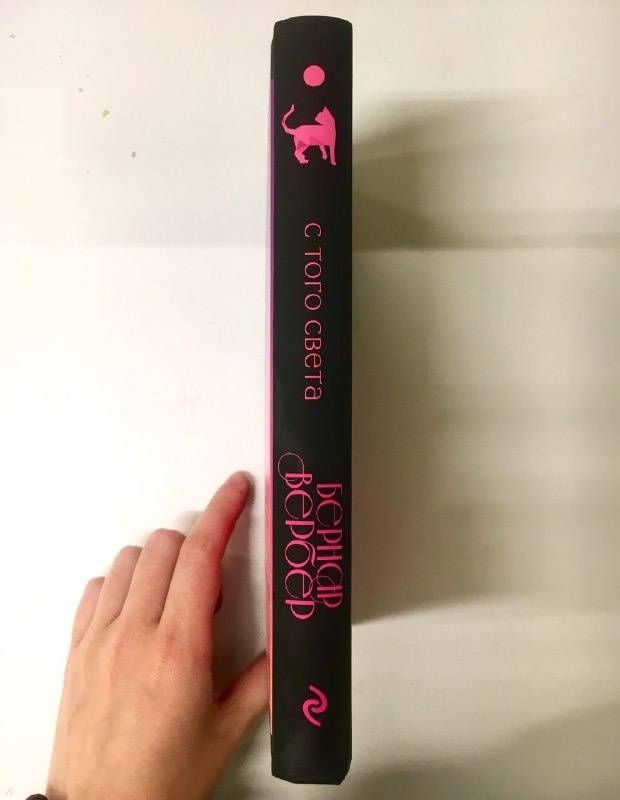 с того света
Бернар
Вербер